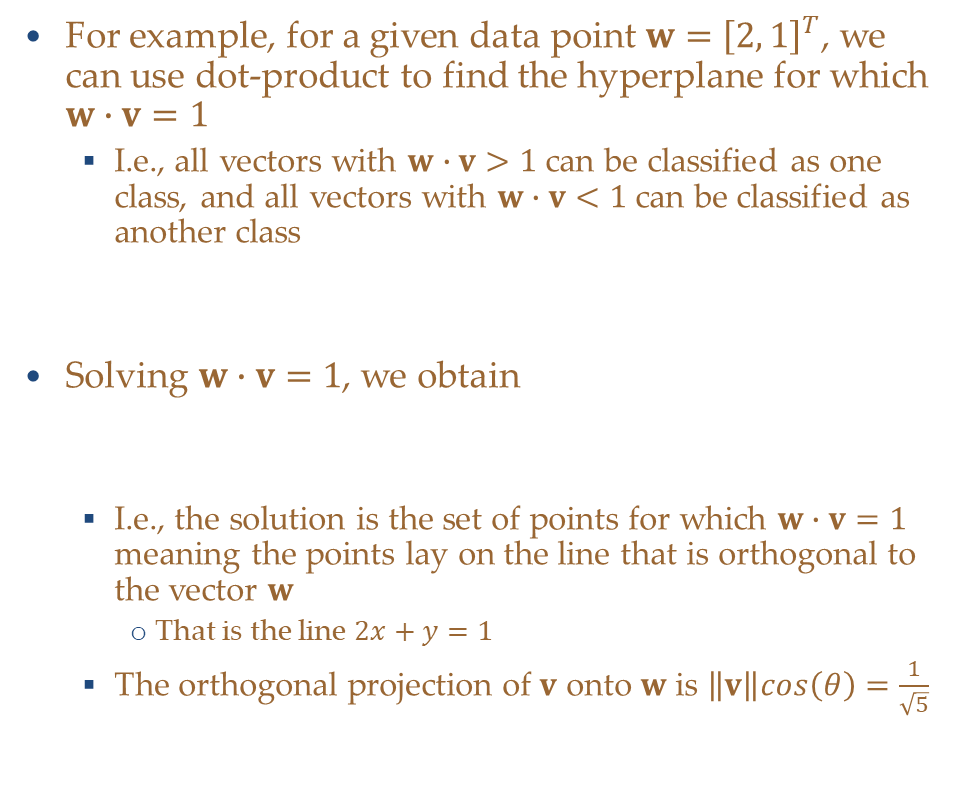 • For example, for a given data point w = [2, 1]ᵀ, we
can use dot-product to find the hyperplane for which
w · v = 1
▪ I.e., all vectors with w · v > 1 can be classified as one
class, and all vectors with w · v < 1 can be classified as
another class
• Solving w · v = 1, we obtain
▪ I.e., the solution is the set of points for which w · v = 1
meaning the points lay on the line that is orthogonal to
the vector w
○ That is the line 2x + y = 1
▪ The orthogonal projection of v onto w is ‖v‖cos(θ) = 1/√5